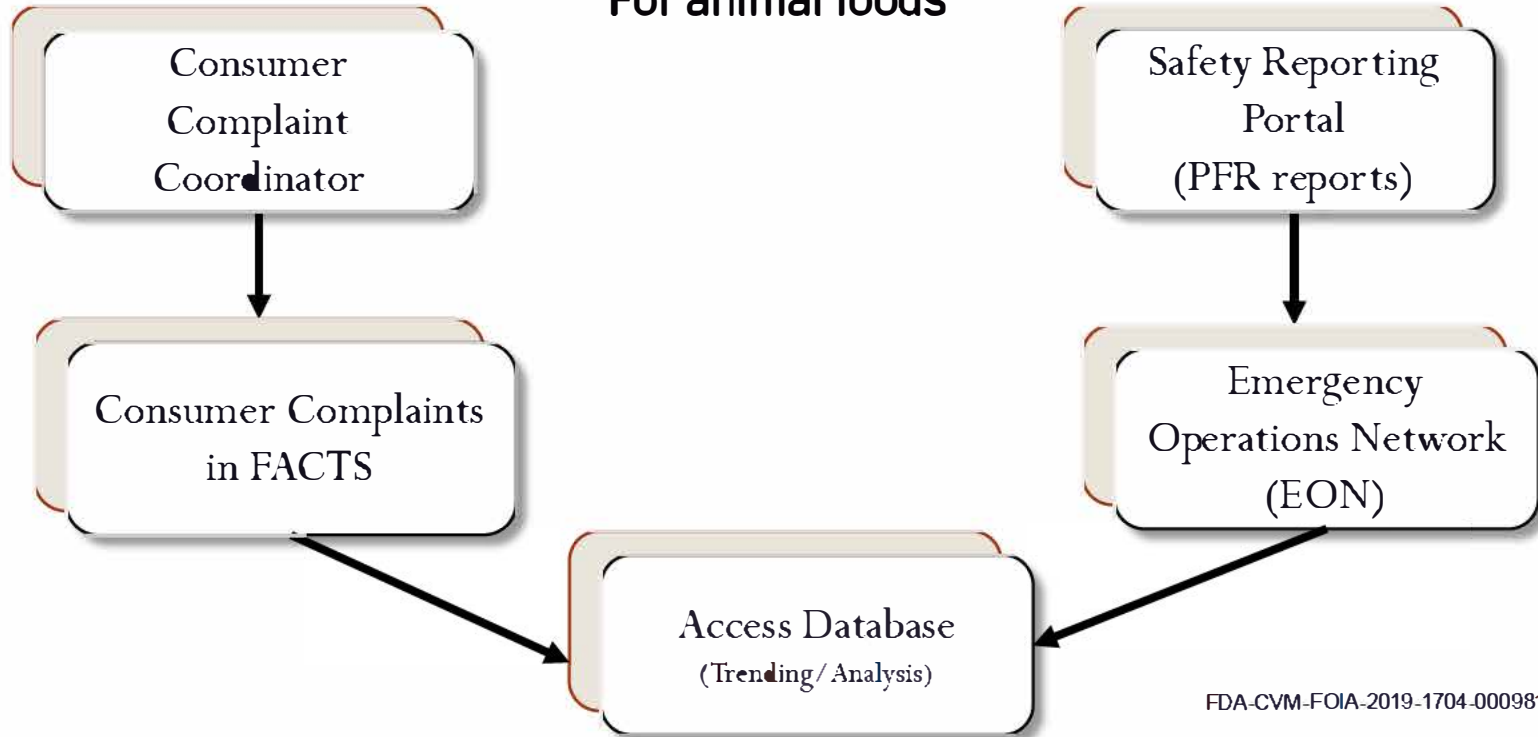 For animal foods
Consumer
Complaint
Coordinator
Safety Reporting
Portal
(PFR reports)
Consumer Complaints
in FACTS
Emergency
Operations Network
(EON)
Access Database
(Trending/Analysis)
FDA-CVM-FOIA-2019-1704-000981